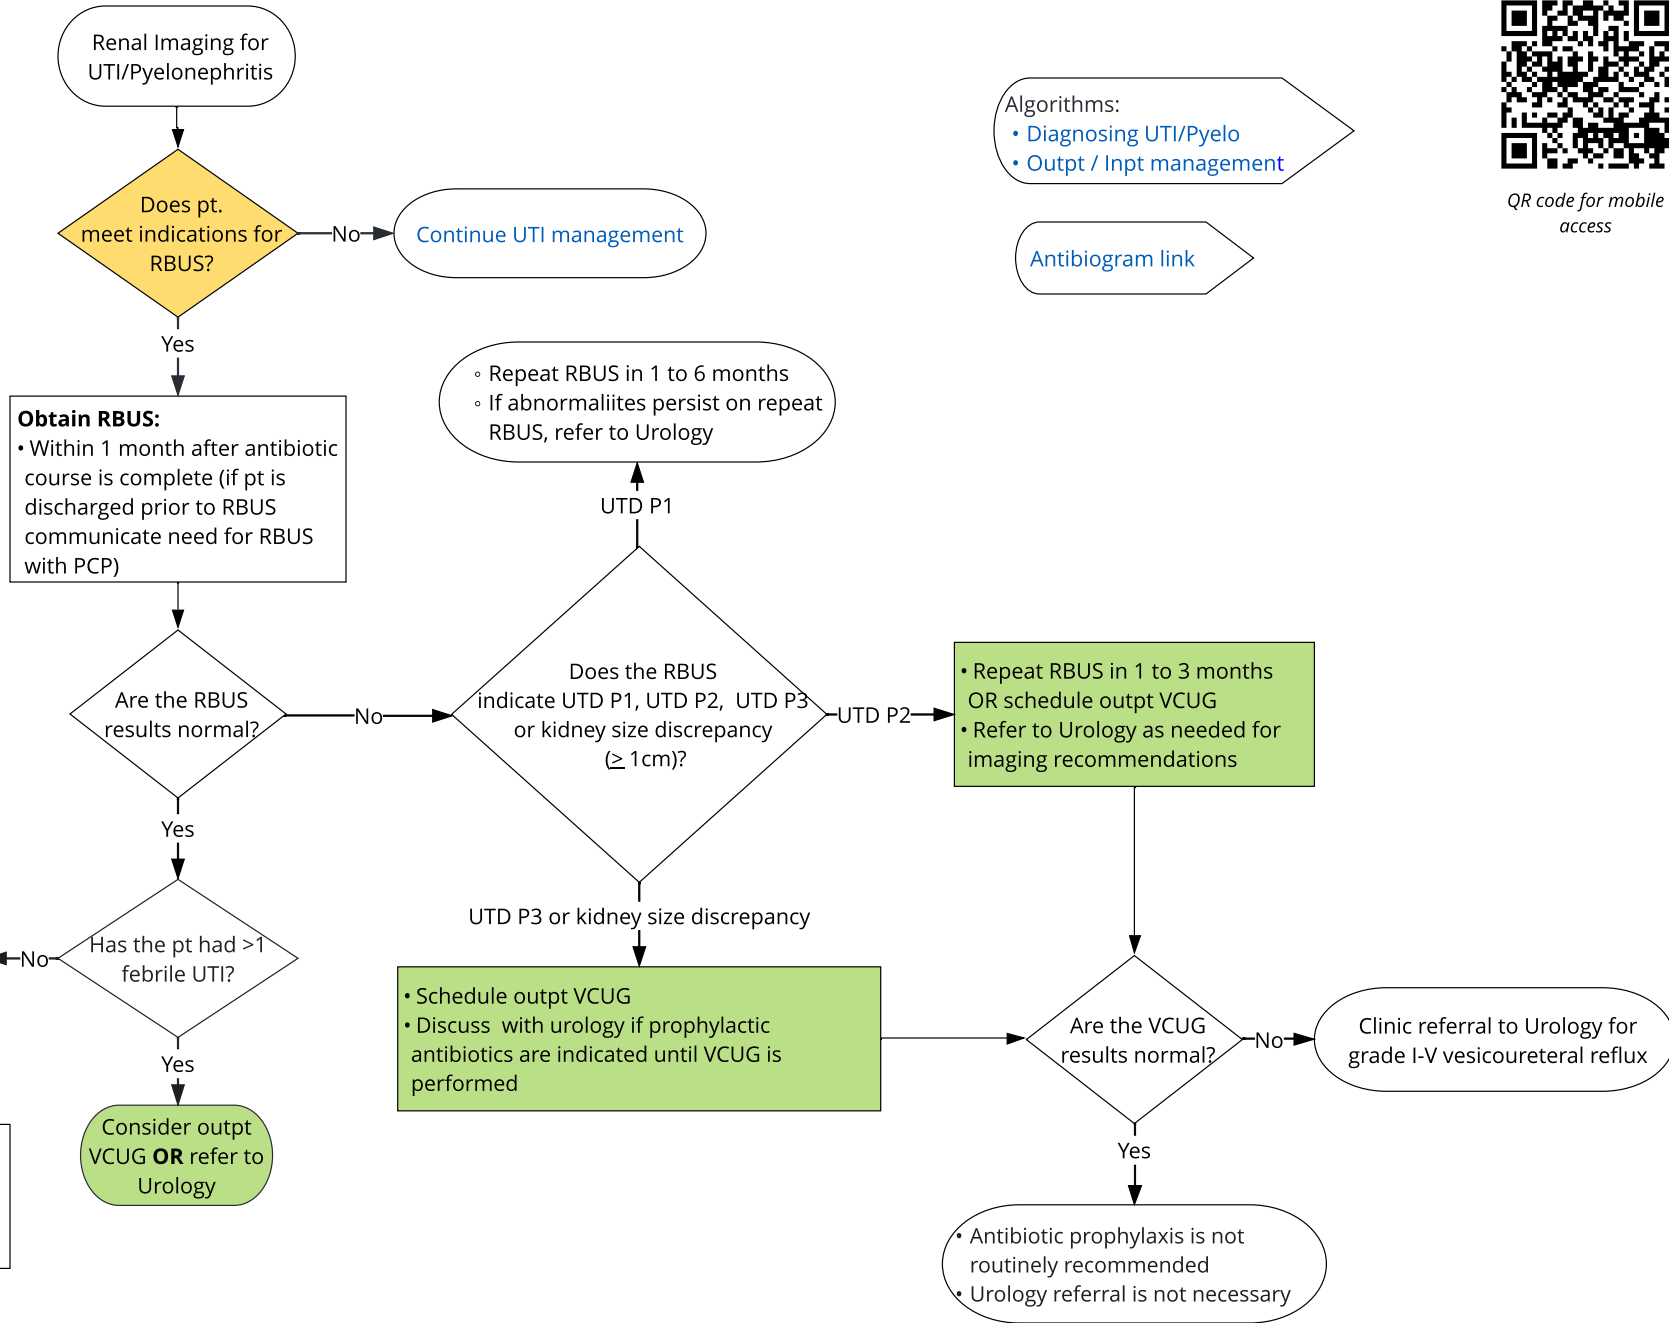 Renal Imaging for
UTI/Pyelonephritis
Algorithms:
• Diagnosing UTI/Pyelo
• Outpt / Inpt management
QR code for mobile
access
Does pt.
meet indications for
RBUS?
No
Continue UTI management
Antibiogram link
Yes
◦ Repeat RBUS in 1 to 6 months
◦ If abnormaliites persist on repeat
RBUS, refer to Urology
Obtain RBUS:
• Within 1 month after antibiotic
course is complete (if pt is
discharged prior to RBUS
communicate need for RBUS
with PCP)
UTD P1
Are the RBUS
results normal?
No
Does the RBUS
indicate UTD P1, UTD P2,  UTD P3
or kidney size discrepancy
(≥ 1cm)?
UTD P2
• Repeat RBUS in 1 to 3 months
OR schedule outpt VCUG
• Refer to Urology as needed for
imaging recommendations
Yes
UTD P3 or kidney size discrepancy
Has the pt had >1
febrile UTI?
No
• Schedule outpt VCUG
• Discuss  with urology if prophylactic
antibiotics are indicated until VCUG is
performed
Are the VCUG
results normal?
No
Clinic referral to Urology for
grade I-V vesicoureteral reflux
Yes
Consider outpt
VCUG OR refer to
Urology
Yes
• Antibiotic prophylaxis is not
routinely recommended
• Urology referral is not necessary